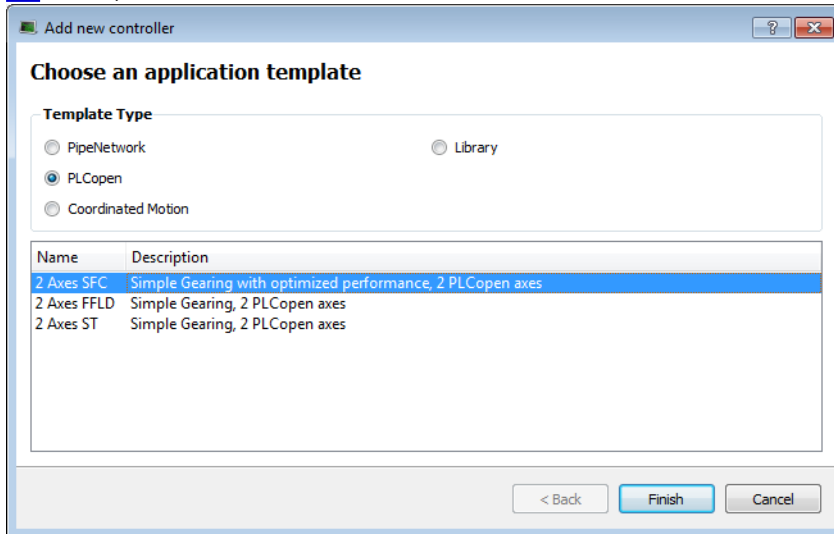 Add new controller
Choose an application template
Template Type
PipeNetwork Library
PLCopen
Coordinated Motion
Name Description
2 Axes SFC Simple Gearing with optimized performance, 2 PLCopen axes
2 Axes FFLD Simple Gearing, 2 PLCopen axes
2 Axes ST Simple Gearing, 2 PLCopen axes
< Back Finish Cancel